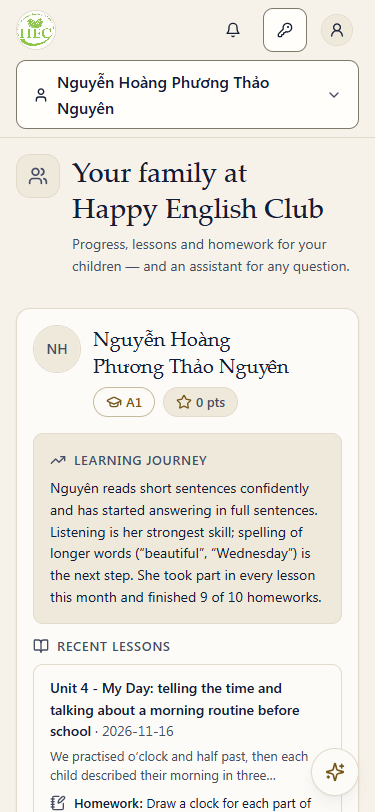 HEC
Nguyễn Hoàng Phương Thảo
Nguyên
Your family at
Happy English Club
Progress, lessons and homework for your
children — and an assistant for any question.
NH
Nguyễn Hoàng
Phương Thảo Nguyên
A1
0 pts
LEARNING JOURNEY
Nguyên reads short sentences confidently
and has started answering in full sentences.
Listening is her strongest skill; spelling of
longer words (“beautiful”, “Wednesday”) is
the next step. She took part in every lesson
this month and finished 9 of 10 homeworks.
RECENT LESSONS
Unit 4 - My Day: telling the time and
talking about a morning routine before
school · 2026-11-16
We practised o’clock and half past, then each
child described their morning in three…
Homework: Draw a clock for each part of